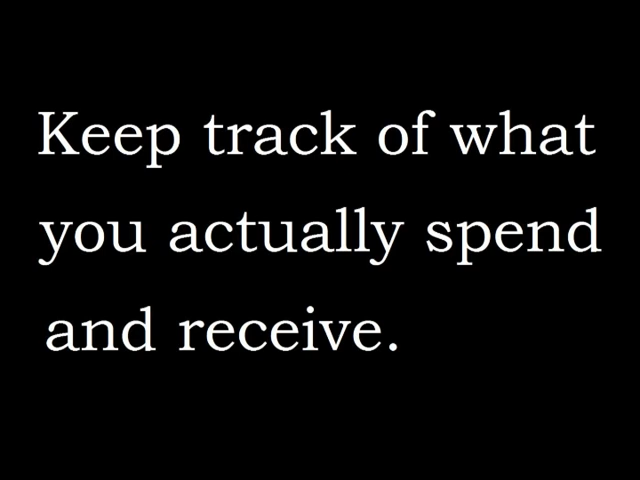 Keep track of what
you actually spend
and receive.